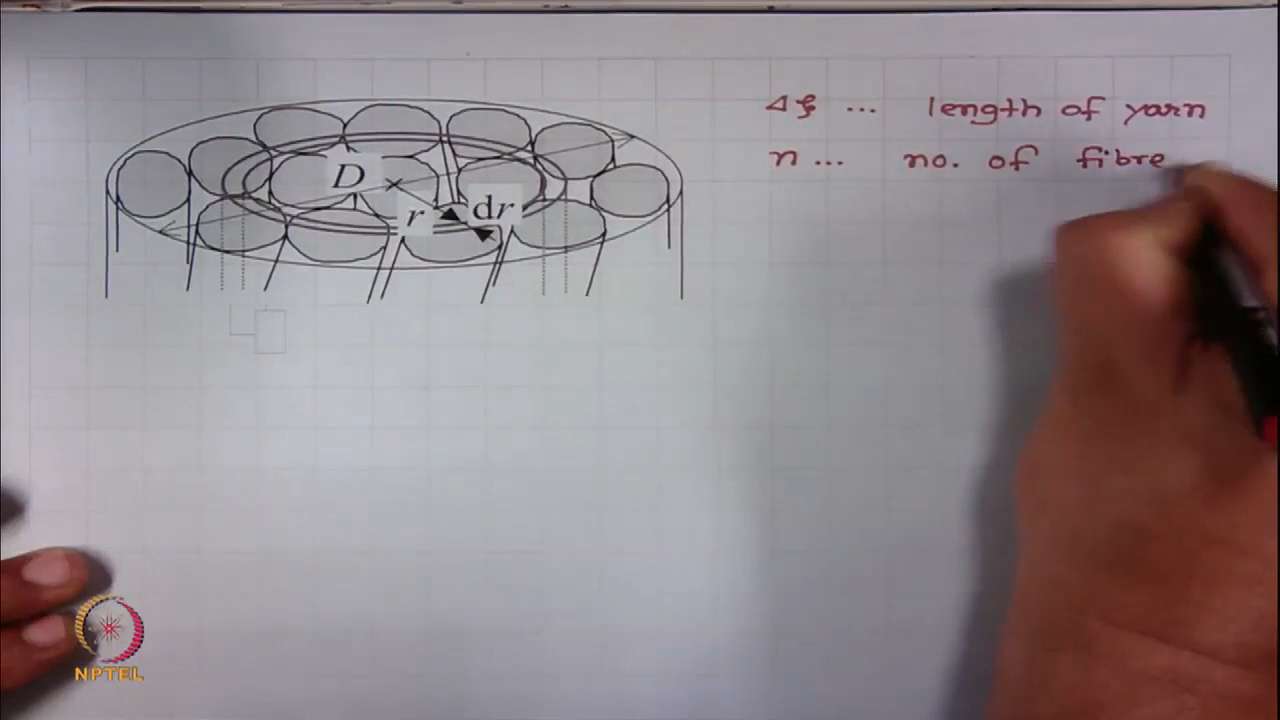 Δξ ... length of yarn
n ... no. of fibre
D
r
dr
NPTEL